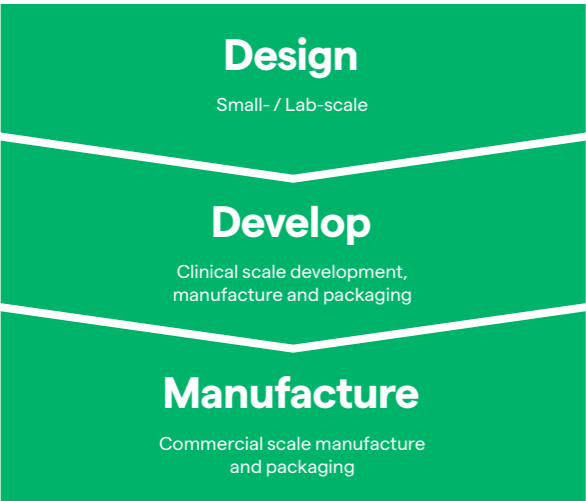 Design
Small- / Lab-scale
Develop
Clinical scale development,
manufacture and packaging
Manufacture
Commercial scale manufacture
and packaging